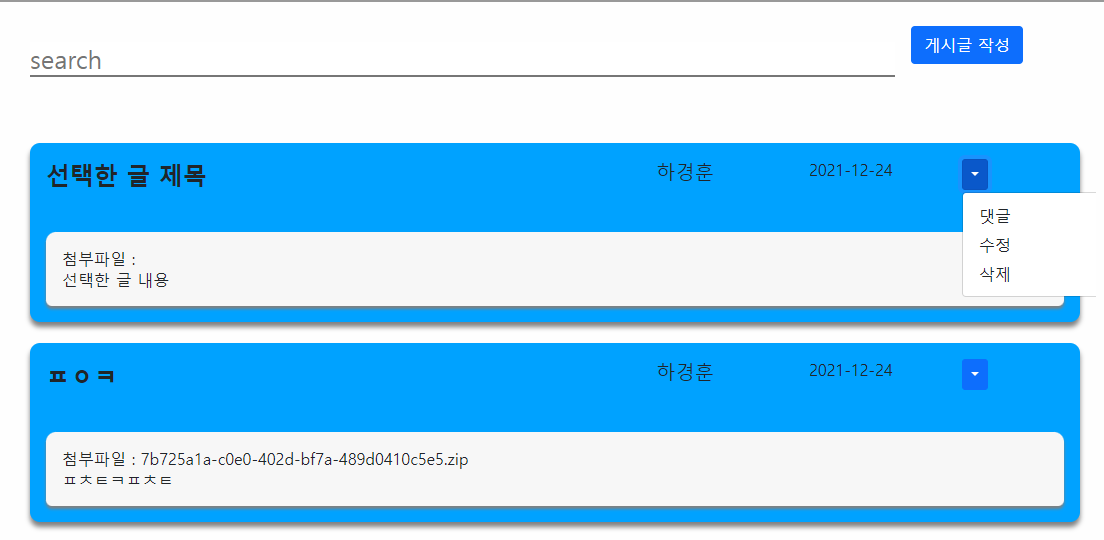 search
게시글 작성
선택한 글 제목 하경훈 2021-12-24
댓글
수정
삭제
첨부파일 :
선택한 글 내용
ㅍㅇㅋ 하경훈 2021-12-24
첨부파일 : 7b725a1a-c0e0-402d-bf7a-489d0410c5e5.zip
ㅍㅊㅌㅋㅍㅊㅌ